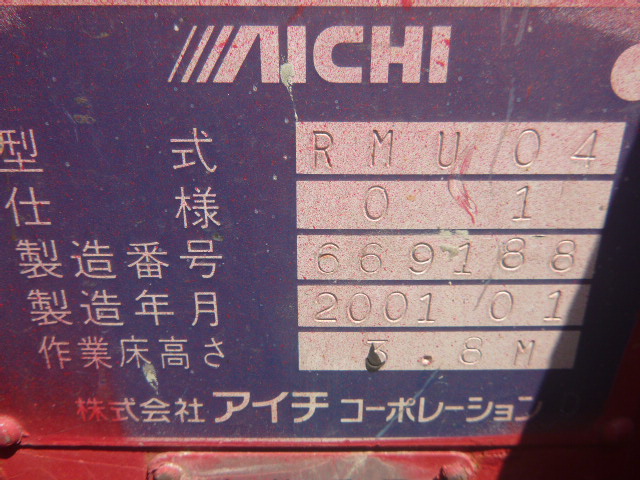 AICHI
型式 RMU04
仕様 01
製造番号 669188
製造年月 2001 01
作業床高さ 3.8M
株式会社アイチコーポレーション